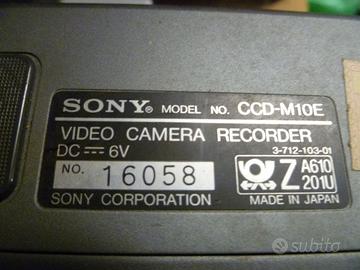 SONY® MODEL NO. CCD-M10E
VIDEO CAMERA RECORDER
DC ⎓ 6V 3-712-103-01
NO. 16058
Z A610 201U
SONY CORPORATION MADE IN JAPAN
subito